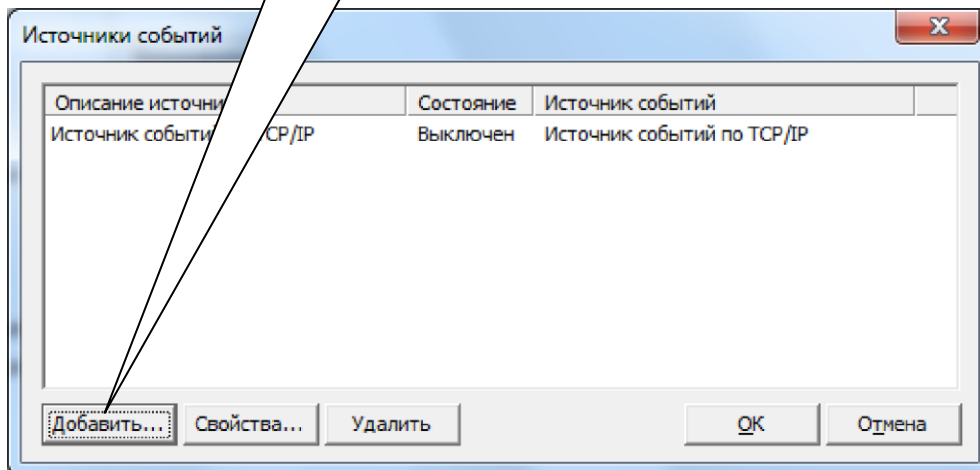 Источники событий
Описание источни Состояние Источник событий
Источник событи CP/IP Выключен Источник событий по TCP/IP
Добавить... Свойства... Удалить OK Отмена